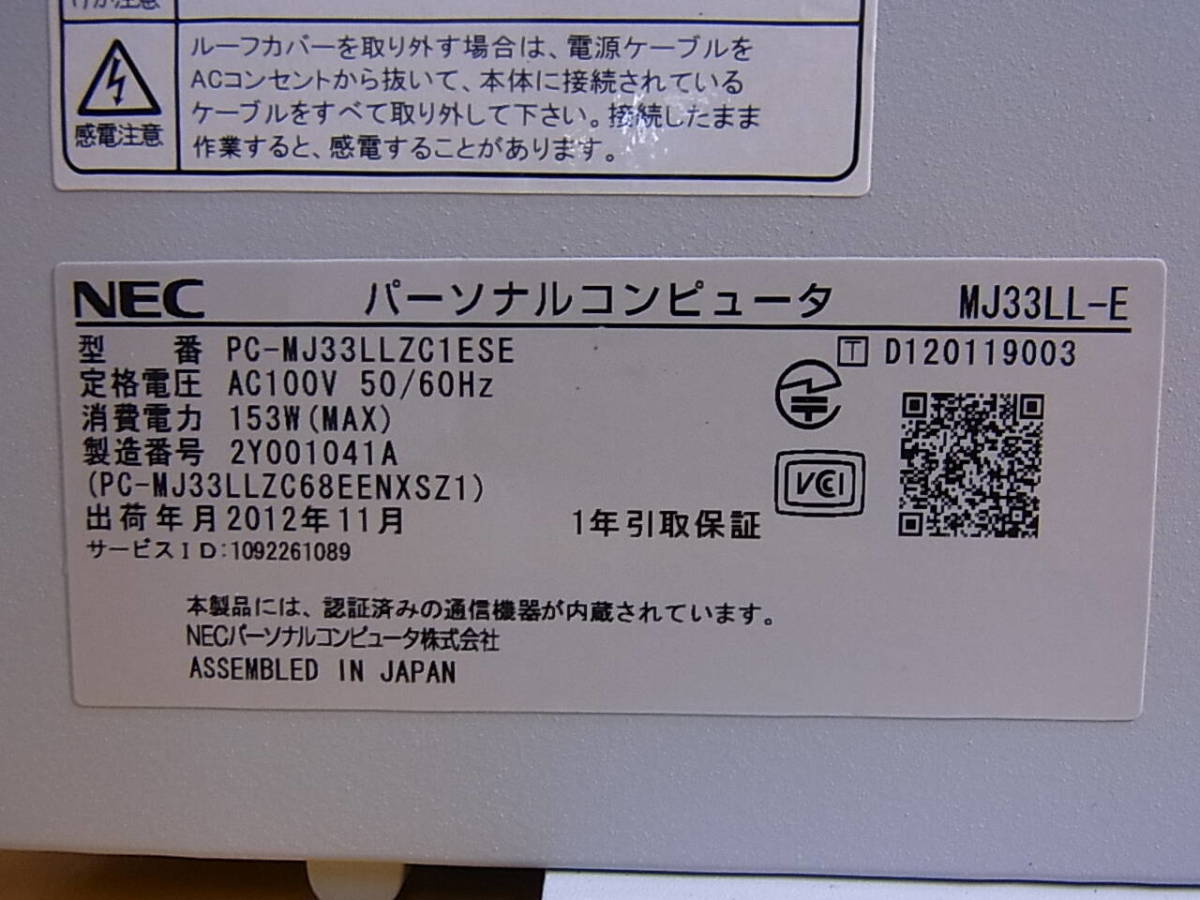 けが注意
ルーフカバーを取り外す場合は、電源ケーブルを
ACコンセントから抜いて、本体に接続されている
ケーブルをすべて取り外して下さい。接続したまま
作業すると、感電することがあります。
感電注意
NEC パーソナルコンピュータ MJ33LL-E
型番 PC-MJ33LLZC1ESE
T D120119003
定格電圧 AC100V 50/60Hz
消費電力 153W(MAX)
製造番号 2Y001041A
(PC-MJ33LLZC68EENXSZ1)
VCCI
出荷年月2012年11月 1年引取保証
サービスID:1092261089
本製品には、認証済みの通信機器が内蔵されています。
NECパーソナルコンピュータ株式会社
ASSEMBLED IN JAPAN